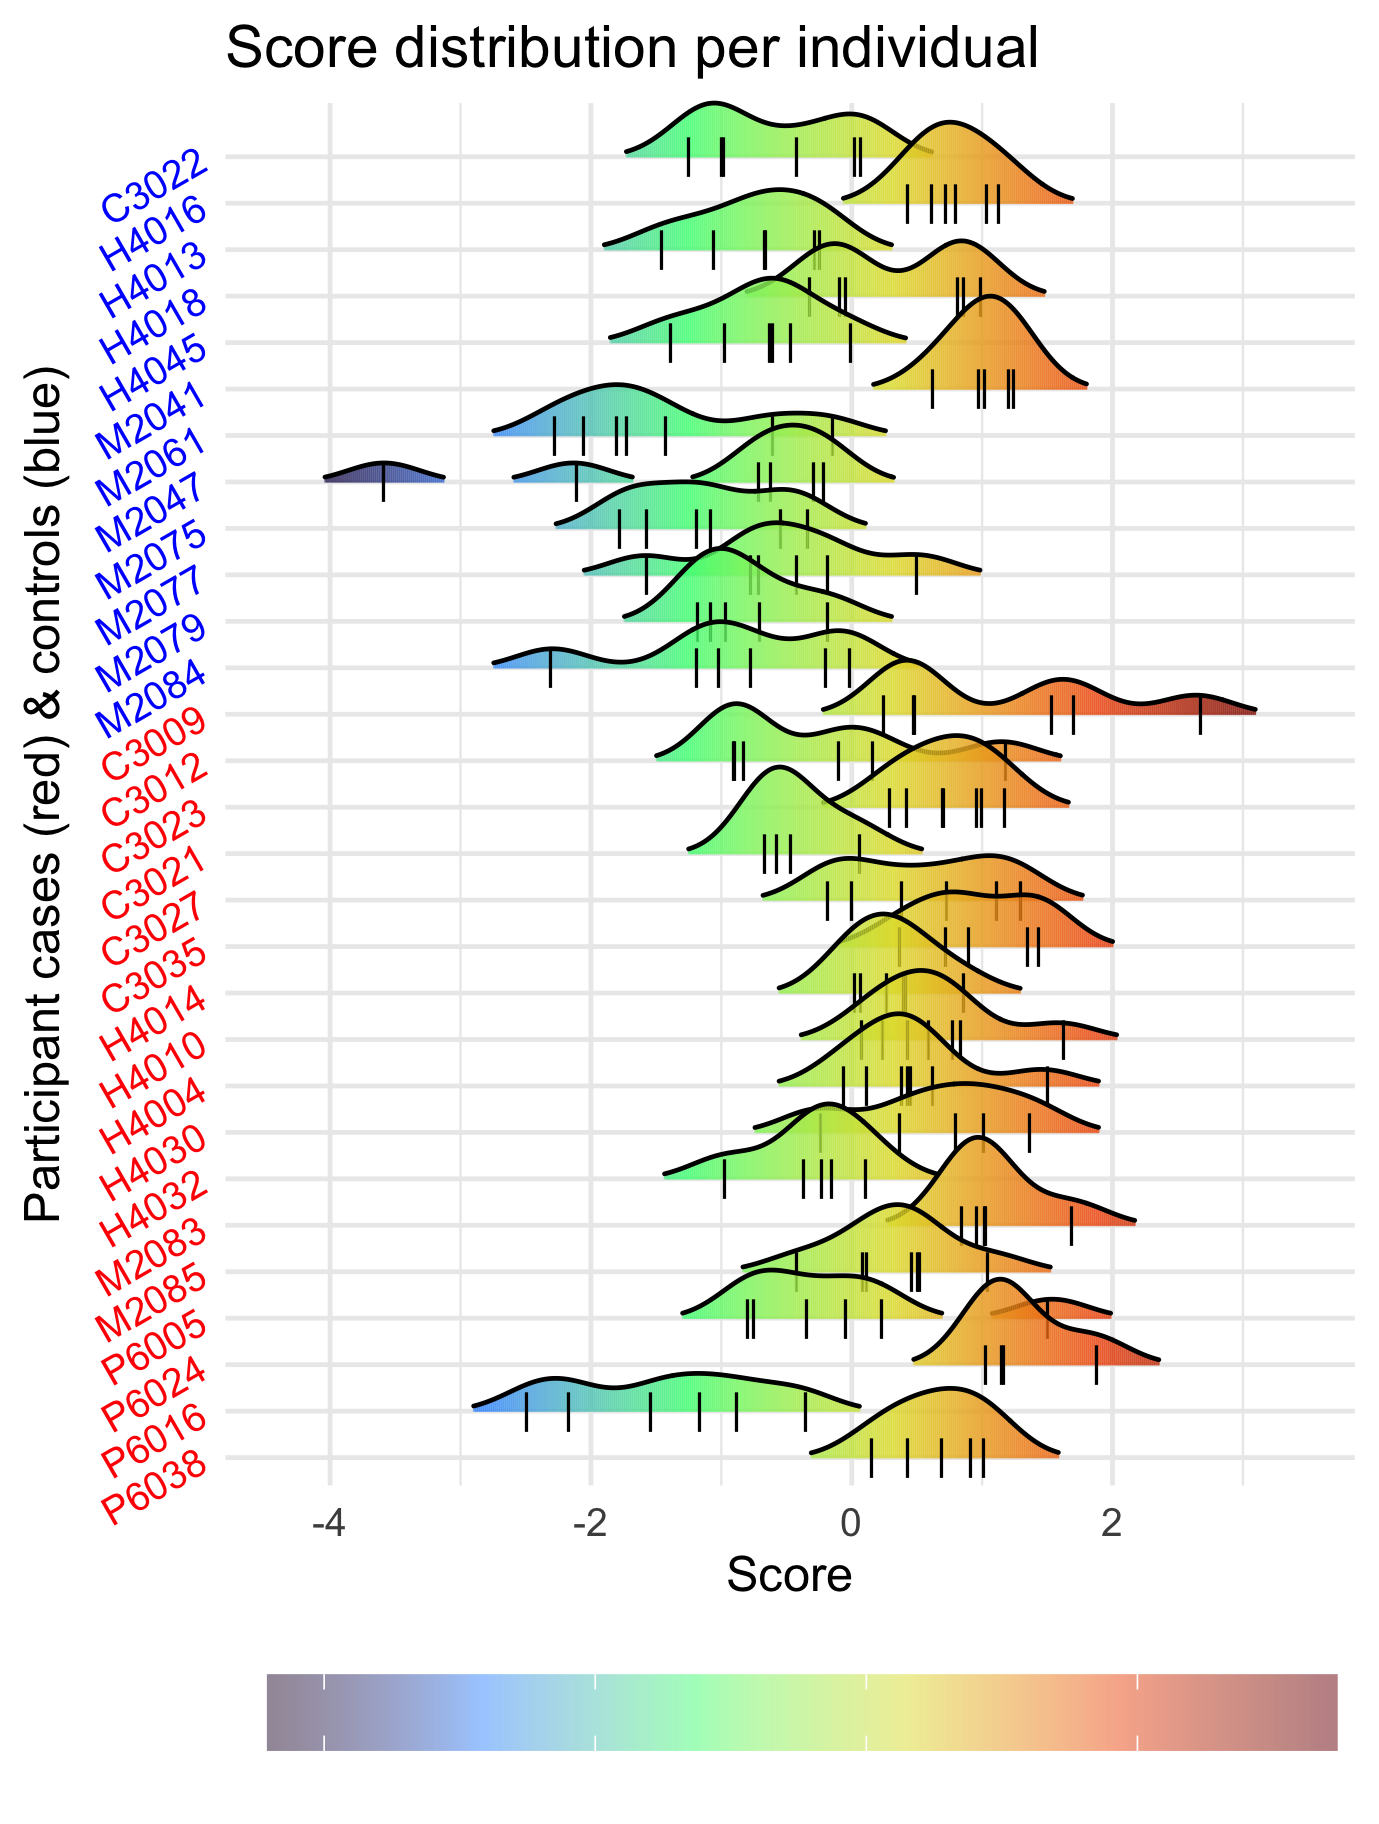 Score distribution per individual
Participant cases (red) & controls (blue)
C3022
H4016
H4013
H4018
H4045
M2041
M2061
M2047
M2075
M2077
M2079
M2084
C3009
C3012
C3023
C3021
C3027
C3035
H4014
H4010
H4004
H4030
H4032
M2083
M2085
P6005
P6024
P6016
P6038
-4 -2 0 2
Score